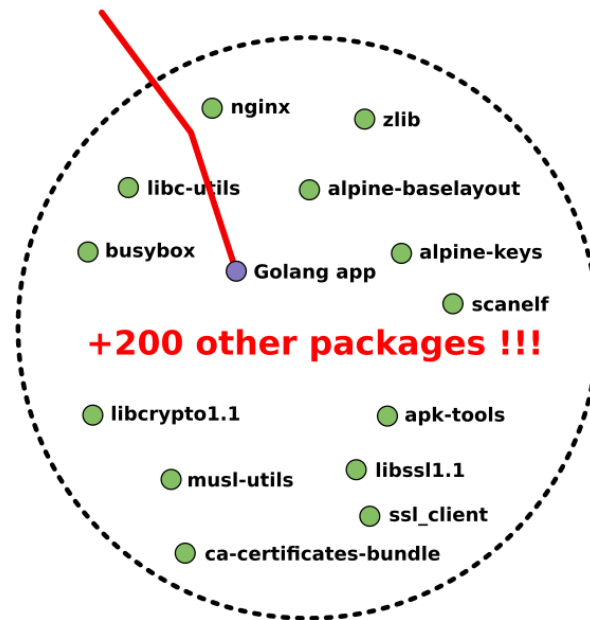 nginx
zlib
libc-utils
alpine-baselayout
busybox
alpine-keys
Golang app
scanelf
+200 other packages !!!
libcrypto1.1
apk-tools
libssl1.1
musl-utils
ssl_client
ca-certificates-bundle